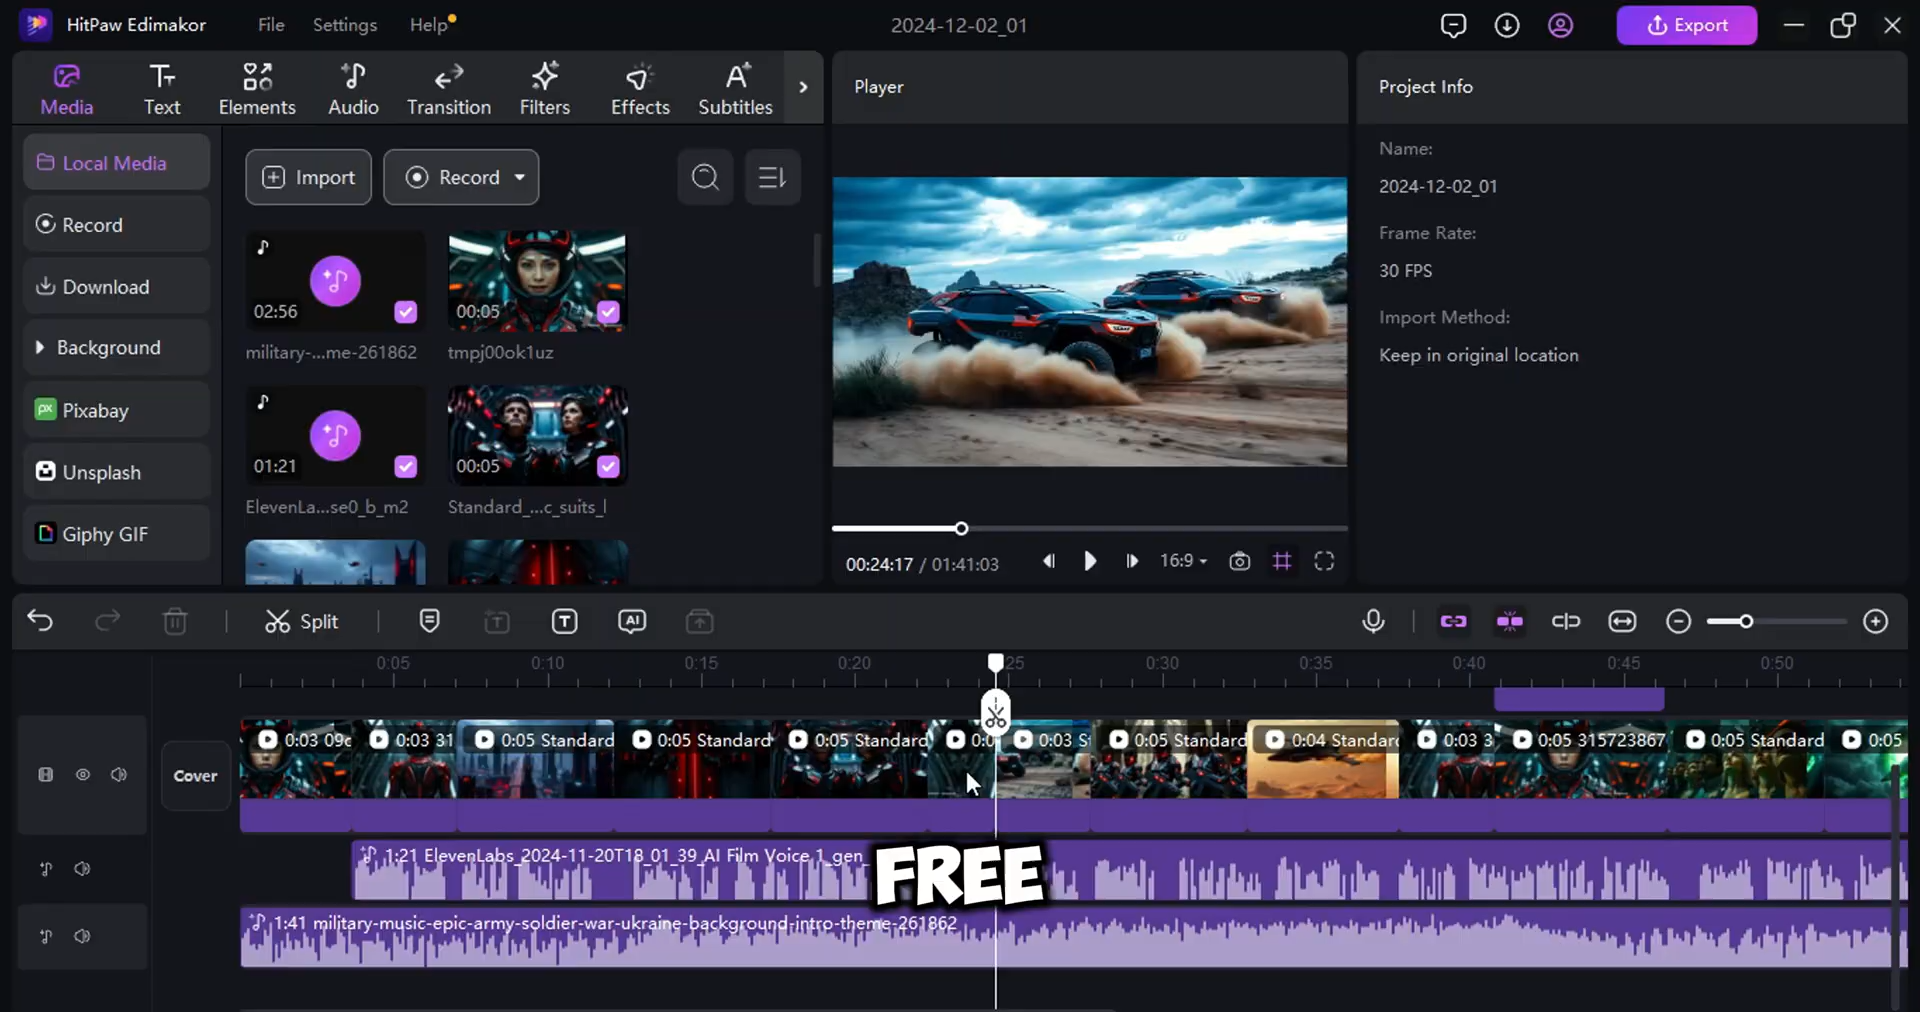 HitPaw Edimakor
File
Settings
Help
2024-12-02_01
Export
Media
Text
Elements
Audio
Transition
Filters
Effects
Subtitles
Player
Project Info
Local Media
Record
Download
Background
Pixabay
Unsplash
Giphy GIF
Import
Record
02:56
military-...me-261862
00:05
tmpj00ok1uz
01:21
ElevenLa...se0_b_m2
00:05
Standard_...c_suits_l
00:24:17 / 01:41:03
16:9
Name:
2024-12-02_01
Frame Rate:
30 FPS
Import Method:
Keep in original location
Split
AI
0:05
0:10
0:15
0:20
25
0:30
0:35
0:40
0:45
0:50
Cover
0:03 09c
0:03 31
0:05 Standard
0:05 Standard
0:05 Standard
0:0
0:03 St
0:05 Standard
0:04 Standard
0:03 3
0:05 315723867
0:05 Standard
0:05
1:21 ElevenLabs_2024-11-20T18_01_39_AI Film Voice 1_gen_
FREE
1:41 military-music-epic-army-soldier-war-ukraine-background-intro-theme-261862